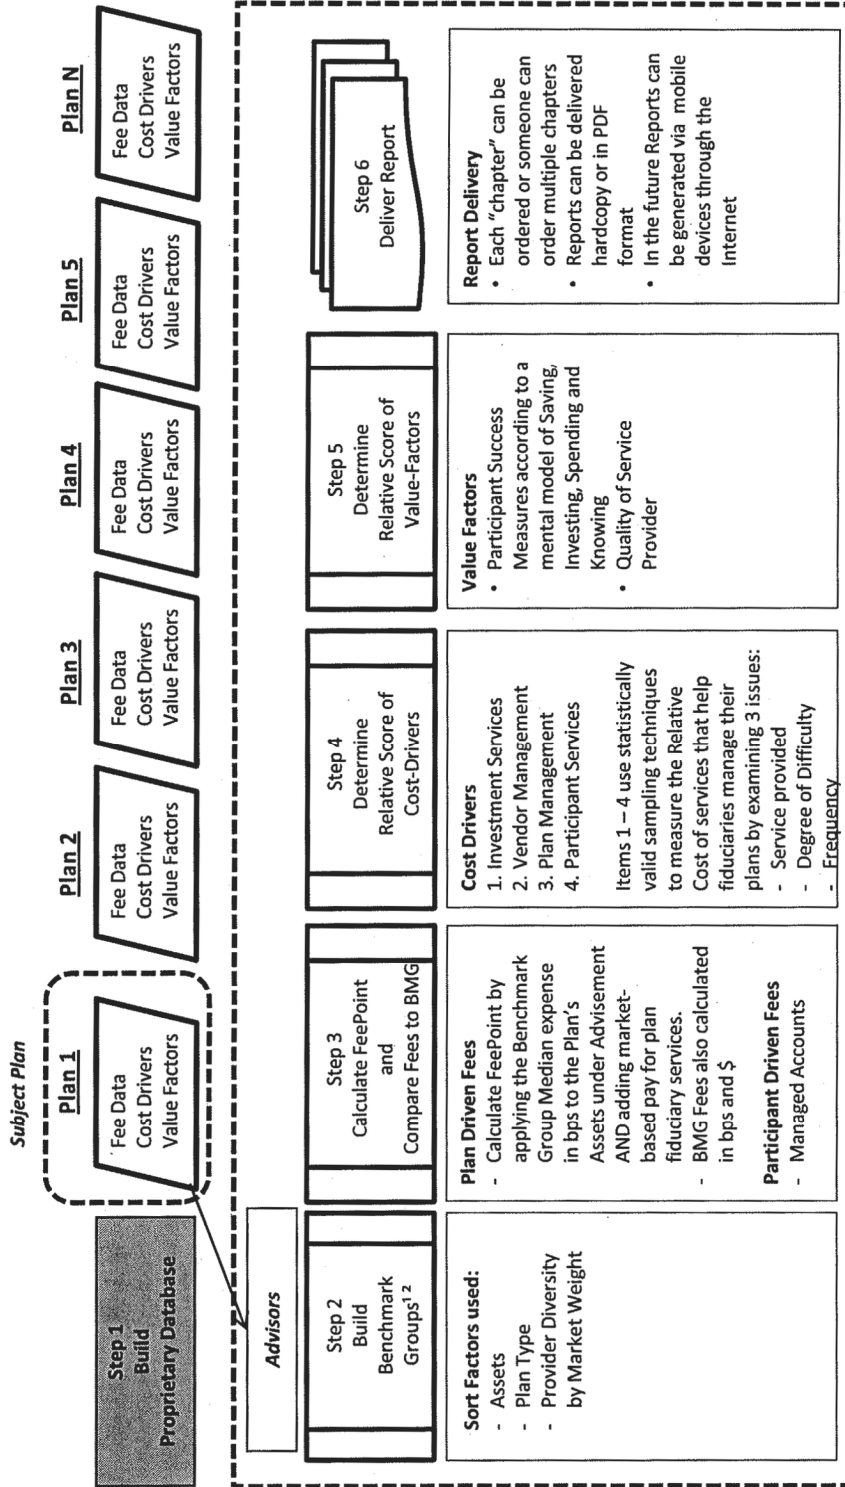 Subject Plan
Step 1
Build
Proprietary Database
Plan 1
Fee Data
Cost Drivers
Value Factors
Plan 2
Fee Data
Cost Drivers
Value Factors
Plan 3
Fee Data
Cost Drivers
Value Factors
Plan 4
Fee Data
Cost Drivers
Value Factors
Plan 5
Fee Data
Cost Drivers
Value Factors
Plan N
Fee Data
Cost Drivers
Value Factors
Advisors
Step 2
Build
Benchmark
Groups¹ ²
Sort Factors used:
- Assets
- Plan Type
- Provider Diversity
by Market Weight
Step 3
Calculate FeePoint
and
Compare Fees to BMG
Plan Driven Fees
- Calculate FeePoint by
applying the Benchmark
Group Median expense
in bps to the Plan's
Assets under Advisement
AND adding market-
based pay for plan
fiduciary services.
- BMG Fees also calculated
in bps and $
Participant Driven Fees
- Managed Accounts
Step 4
Determine
Relative Score of
Cost-Drivers
Cost Drivers
1. Investment Services
2. Vendor Management
3. Plan Management
4. Participant Services
Items 1 – 4 use statistically
valid sampling techniques
to measure the Relative
Cost of services that help
fiduciaries manage their
plans by examining 3 issues:
- Service provided
- Degree of Difficulty
- Frequency
Step 5
Determine
Relative Score of
Value-Factors
Value Factors
• Participant Success
Measures according to a
mental model of Saving,
Investing, Spending and
Knowing
• Quality of Service
Provider
Step 6
Deliver Report
Report Delivery
• Each "chapter" can be
ordered or someone can
order multiple chapters
• Reports can be delivered
hardcopy or in PDF
format
• In the future Reports can
be generated via mobile
devices through the
Internet